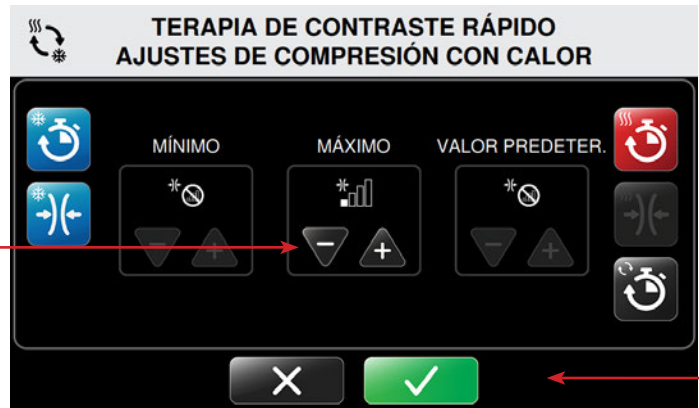 TERAPIA DE CONTRASTE RÁPIDO
AJUSTES DE COMPRESIÓN CON CALOR
MÍNIMO MÁXIMO VALOR PREDETER.